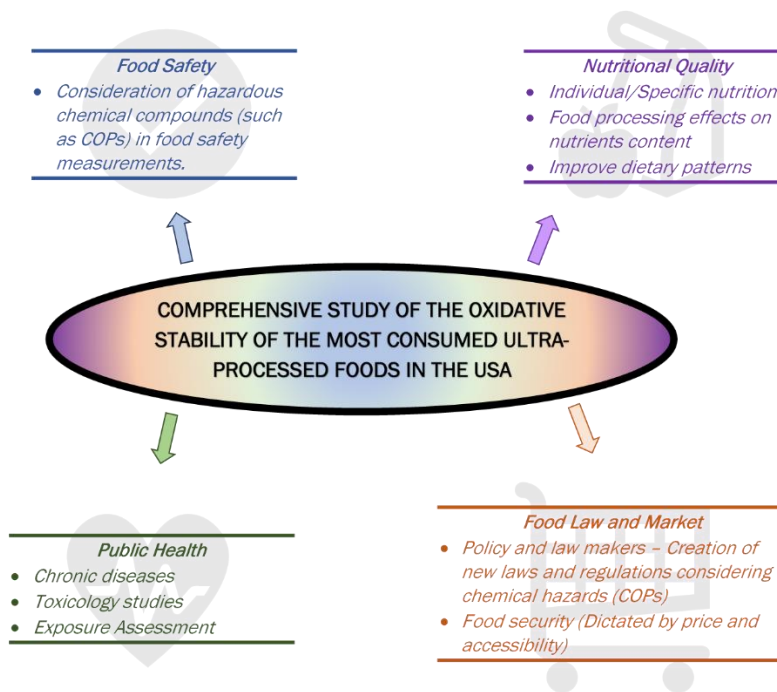 Food Safety
• Consideration of hazardous
chemical compounds (such
as COPs) in food safety
measurements.
Nutritional Quality
• Individual/Specific nutrition
• Food processing effects on
nutrients content
• Improve dietary patterns
COMPREHENSIVE STUDY OF THE OXIDATIVE
STABILITY OF THE MOST CONSUMED ULTRA-
PROCESSED FOODS IN THE USA
Public Health
• Chronic diseases
• Toxicology studies
• Exposure Assessment
Food Law and Market
• Policy and law makers – Creation of
new laws and regulations considering
chemical hazards (COPs)
• Food security (Dictated by price and
accessibility)